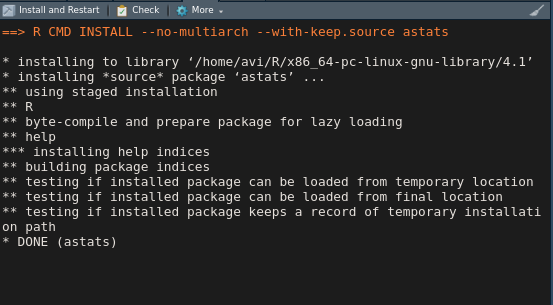 Install and Restart Check More
==> R CMD INSTALL --no-multiarch --with-keep.source astats
* installing to library ‘/home/avi/R/x86_64-pc-linux-gnu-library/4.1’
* installing *source* package ‘astats’ ...
** using staged installation
** R
** byte-compile and prepare package for lazy loading
** help
*** installing help indices
** building package indices
** testing if installed package can be loaded from temporary location
** testing if installed package can be loaded from final location
** testing if installed package keeps a record of temporary installati
on path
* DONE (astats)